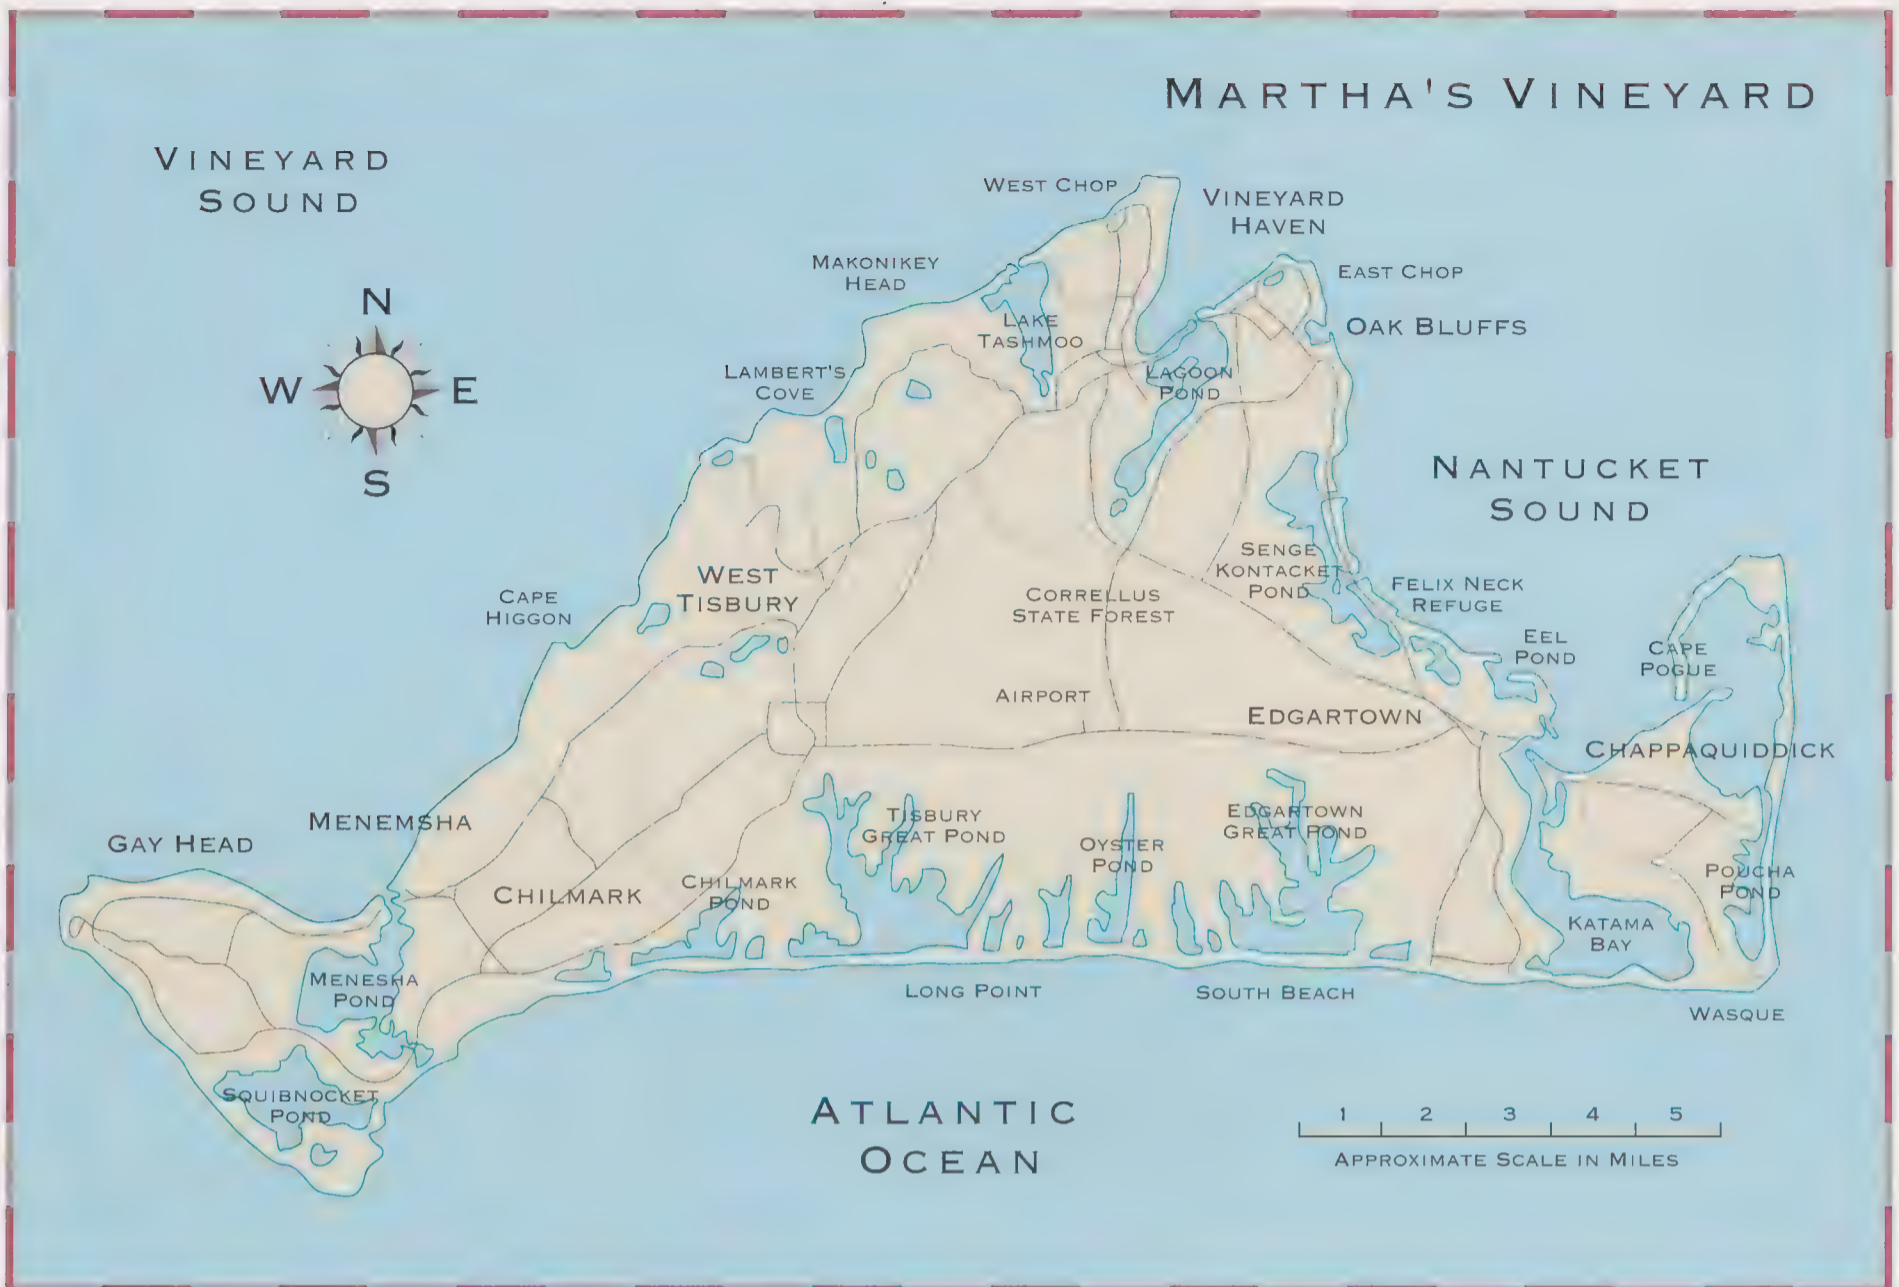 MARTHA'S VINEYARD
VINEYARD
SOUND
WEST CHOP
VINEYARD
HAVEN
MAKONIKEY
HEAD
EAST CHOP
N
W
E
S
LAKE
TASHMOO
OAK BLUFFS
LAMBERT'S
COVE
LAGOON
POND
NANTUCKET
SOUND
SENGE
KONTACKET
POND
WEST
TISBURY
CAPE
HIGGON
CORRELLUS
STATE FOREST
FELIX NECK
REFUGE
EEL
POND
CAPE
POGUE
AIRPORT
EDGARTOWN
CHAPPAQUIDDICK
MENEMSHA
GAY HEAD
TISBURY
GREAT POND
EDGARTOWN
GREAT POND
OYSTER
POND
CHILMARK
CHILMARK
POND
POUCHA
POND
KATAMA
BAY
MENESHA
POND
LONG POINT
SOUTH BEACH
WASQUE
SQUIBNOCKET
POND
ATLANTIC
OCEAN
1 2 3 4 5
APPROXIMATE SCALE IN MILES